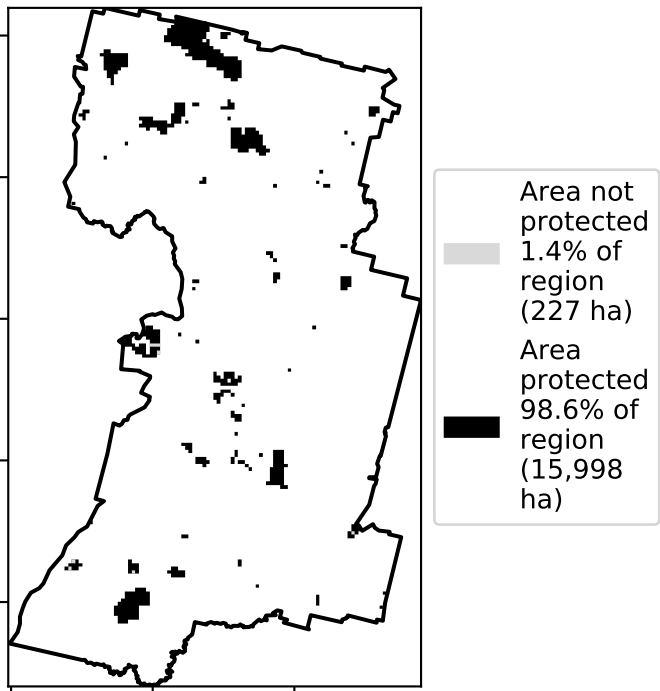 Area not
protected
1.4% of
region
(227 ha)
Area
protected
98.6% of
region
(15,998
ha)